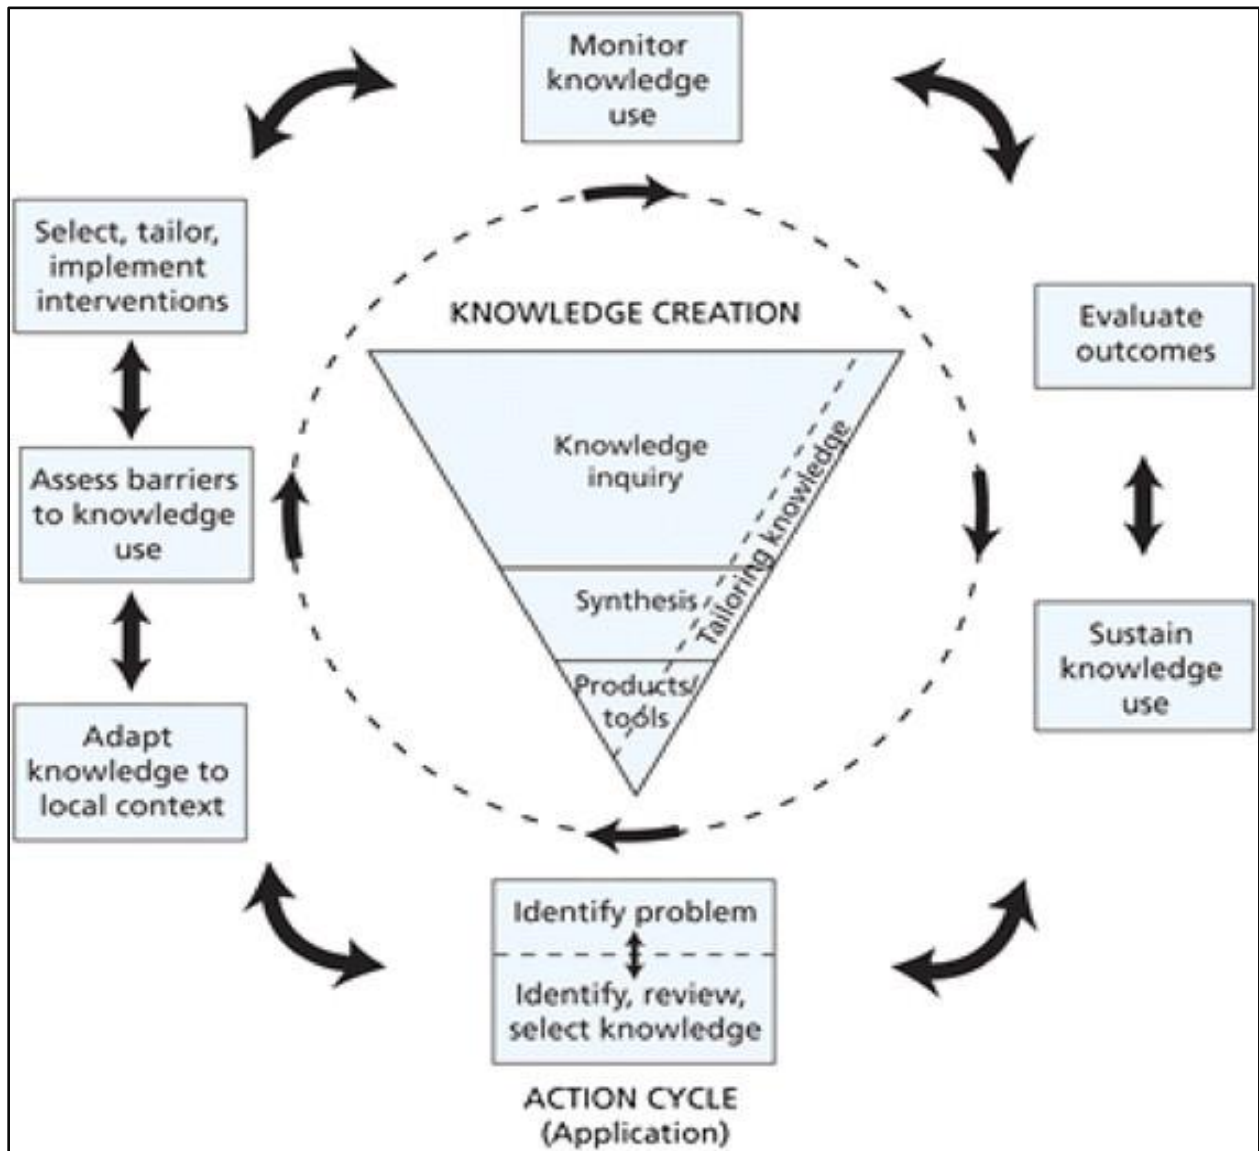 Monitor
knowledge
use
Select, tailor,
implement
interventions
KNOWLEDGE CREATION
Evaluate
outcomes
Knowledge
inquiry
Tailoring knowledge
Assess barriers
to knowledge
use
Synthesis
Sustain
knowledge
use
Products/
tools
Adapt
knowledge to
local context
Identify problem
Identify, review,
select knowledge
ACTION CYCLE
(Application)